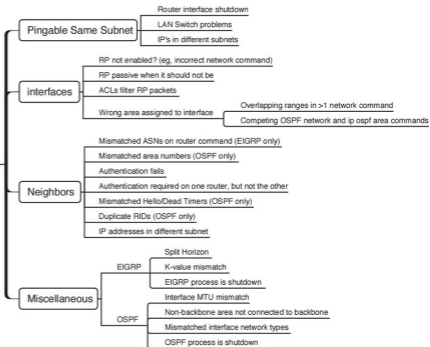 Pingable Same Subnet
Router interface shutdown
LAN Switch problems
IP's in different subnets
interfaces
RP not enabled? (eg, incorrect network command)
RP passive when it should not be
ACLs filter RP packets
Wrong area assigned to interface
Overlapping ranges in >1 network command
Competing OSPF network and ip ospf area commands
Neighbors
Mismatched ASNs on router command (EIGRP only)
Mismatched area numbers (OSPF only)
Authentication fails
Authentication required on one router, but not the other
Mismatched Hello/Dead Timers (OSPF only)
Duplicate RIDs (OSPF only)
IP addresses in different subnet
Miscellaneous
EIGRP
Split Horizon
K-value mismatch
EIGRP process is shutdown
OSPF
Interface MTU mismatch
Non-backbone area not connected to backbone
Mismatched interface network types
OSPF process is shutdown